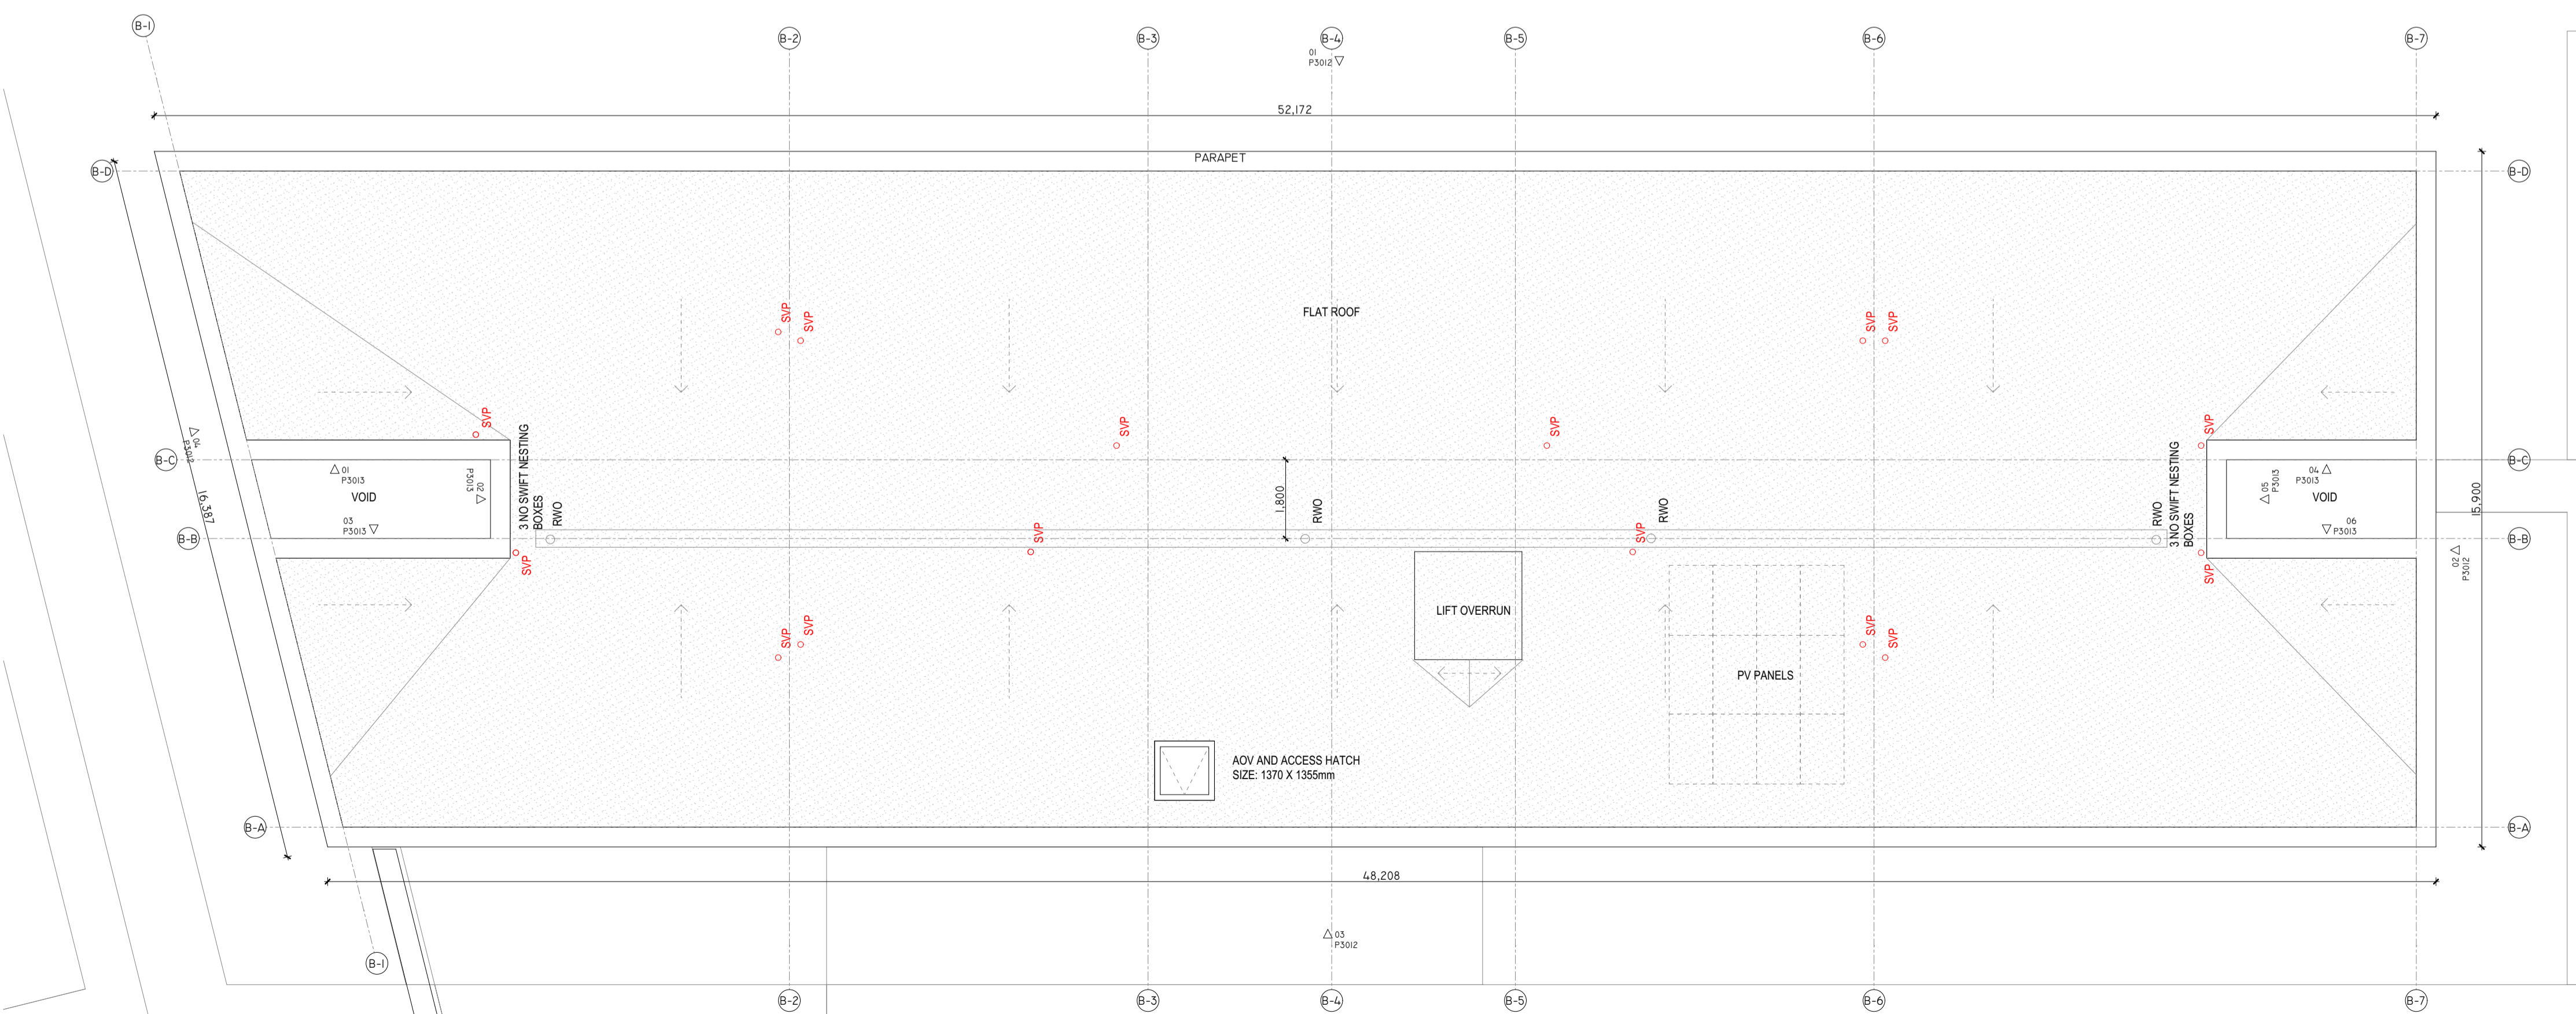 B-1
B-2
B-3
B-4
B-5
B-6
B-7
01
P3012
52,172
PARAPET
B-D
B-D
FLAT ROOF
SVP
SVP
SVP
SVP
SVP
SVP
SVP
SVP
04
P3012
16,387
B-C
B-C
01
P3013
VOID
03
P3013
02
P3013
3 NO SWIFT NESTING
BOXES
RWO
1,800
RWO
RWO
RWO
3 NO SWIFT NESTING
BOXES
05
P3013
04
P3013
VOID
06
P3013
15,900
B-B
B-B
SVP
SVP
SVP
SVP
02
P3012
LIFT OVERRUN
SVP
SVP
SVP
SVP
PV PANELS
AOV AND ACCESS HATCH
SIZE: 1370 X 1355mm
B-A
B-A
48,208
03
P3012
B-1
B-2
B-3
B-4
B-5
B-6
B-7